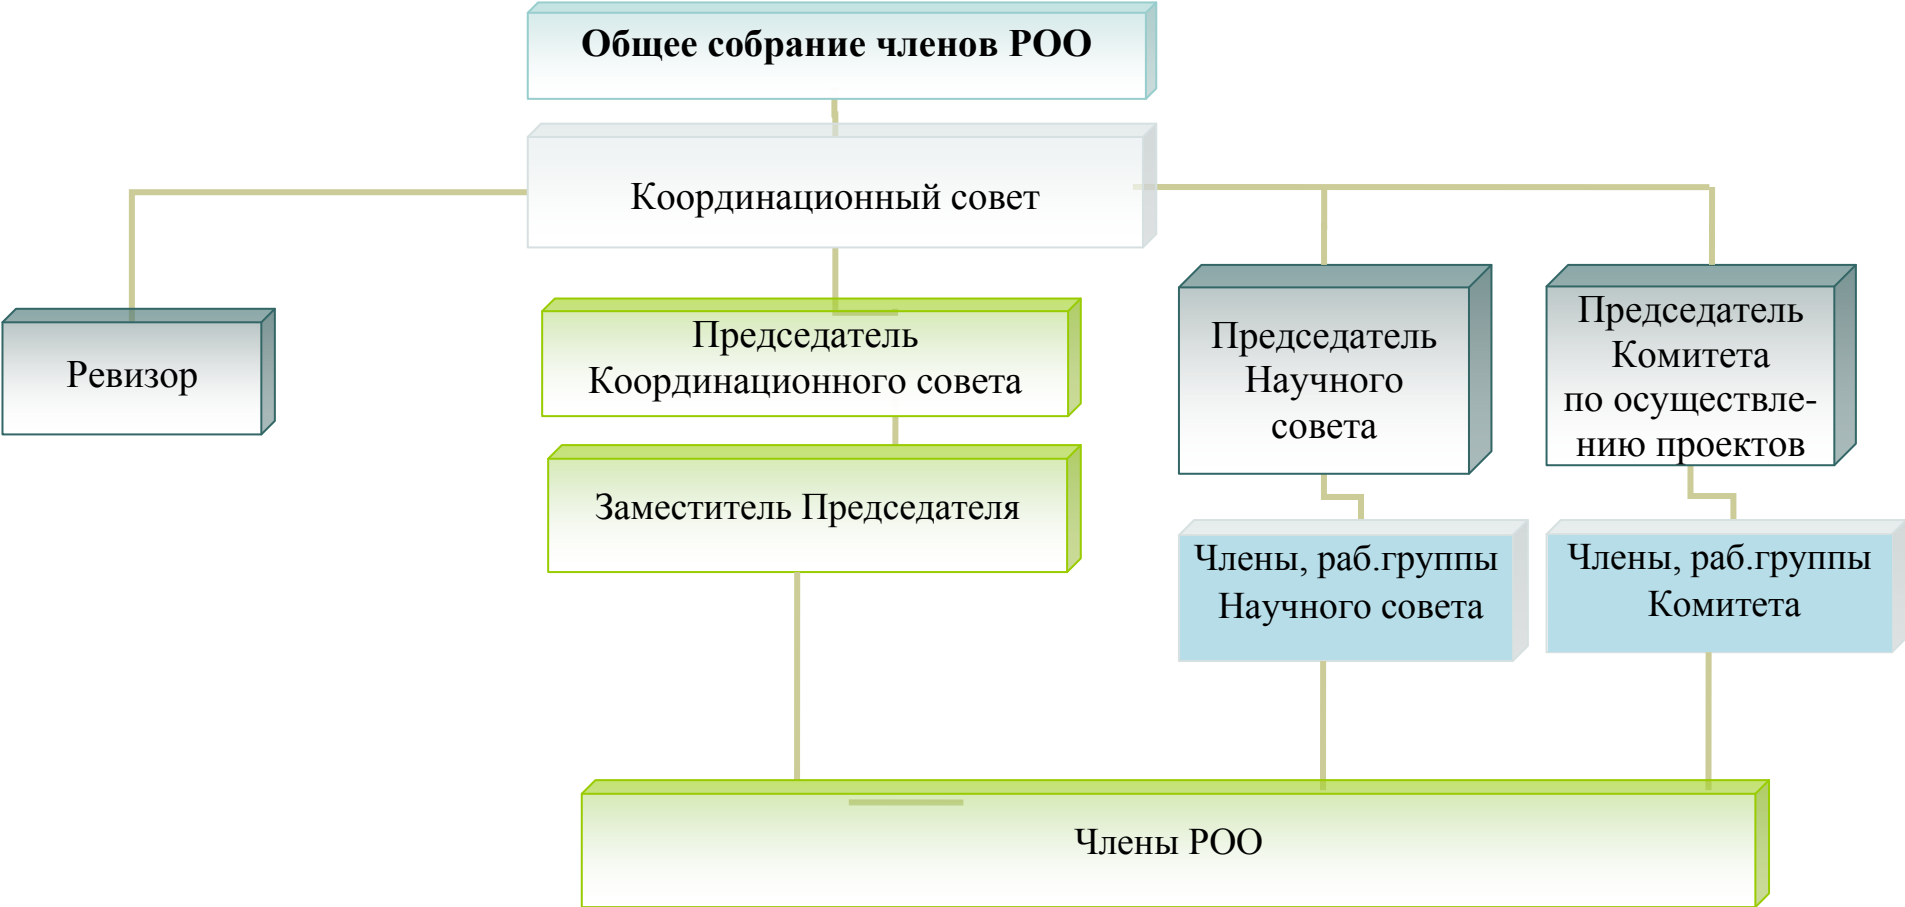 Общее собрание членов РОО
Координационный совет
Ревизор
Председатель
Координационного совета
Председатель
Научного
совета
Председатель
Комитета
по осуществле-
нию проектов
Заместитель Председателя
Члены, раб.группы
Научного совета
Члены, раб.группы
Комитета
Члены РОО